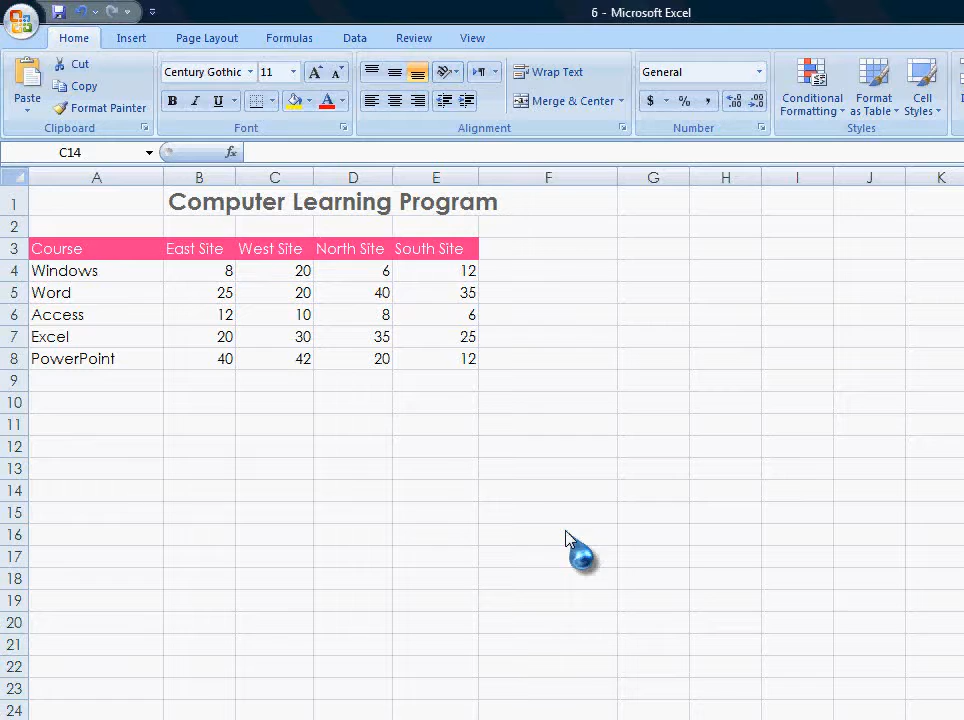 6 - Microsoft Excel
Home Insert Page Layout Formulas Data Review View
Paste
Cut
Copy
Format Painter
Clipboard
Century Gothic 11
A A
B I U A
Font
Wrap Text
Merge & Center
Alignment
General
$ % , .00 .00
Number
Conditional Formatting
Format as Table
Cell Styles
Styles
C14 fx
A B C D E F G H I J K
1 Computer Learning Program
2
3 Course East Site West Site North Site South Site
4 Windows 8 20 6 12
5 Word 25 20 40 35
6 Access 12 10 8 6
7 Excel 20 30 35 25
8 PowerPoint 40 42 20 12
9
10
11
12
13
14
15
16
17
18
19
20
21
22
23
24